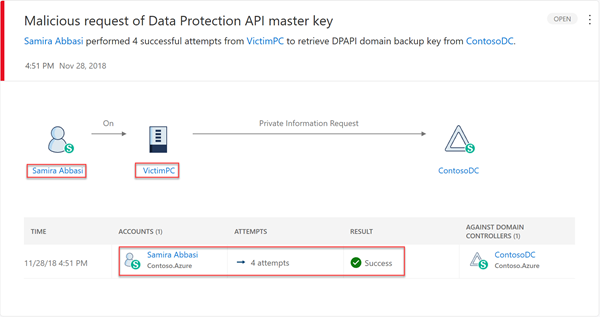 Malicious request of Data Protection API master key
OPEN
Samira Abbasi performed 4 successful attempts from VictimPC to retrieve DPAPI domain backup key from ContosoDC.
4:51 PM Nov 28, 2018
On
Private Information Request
S
S
Samira Abbasi
VictimPC
ContosoDC
TIME
ACCOUNTS (1)
ATTEMPTS
RESULT
AGAINST DOMAIN
CONTROLLERS (1)
11/28/18 4:51 PM
S
Samira Abbasi
Contoso.Azure
4 attempts
Success
S
ContosoDC
Contoso.Azure